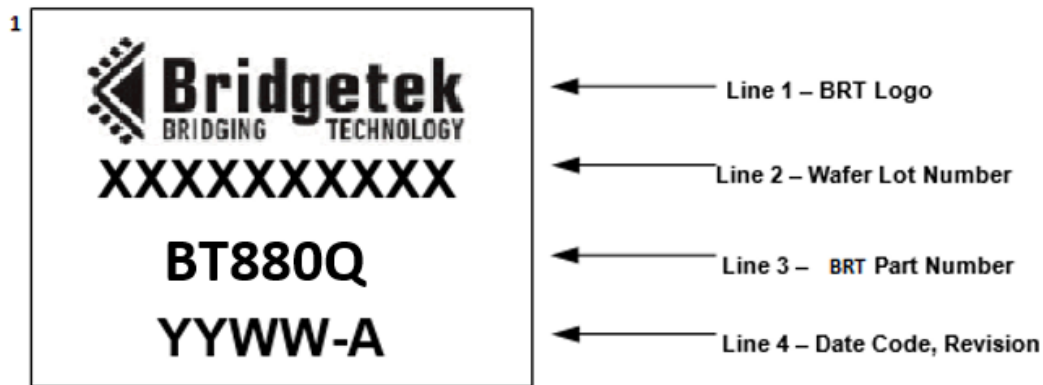 1
Bridgetek
BRIDGING TECHNOLOGY
Line 1 – BRT Logo
XXXXXXXXXX
Line 2 – Wafer Lot Number
BT880Q
Line 3 – BRT Part Number
YYWW-A
Line 4 – Date Code, Revision